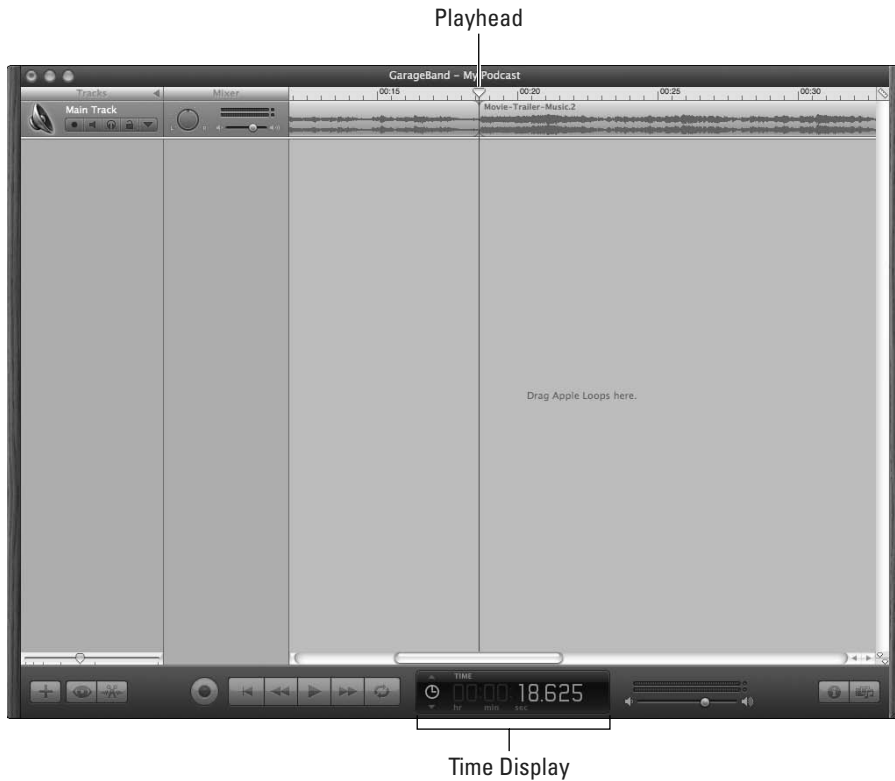 Playhead
GarageBand – My Podcast
Tracks
Mixer
00:15
00:20
00:25
00:30
Main Track
Movie-Trailer-Music.2
L R
Drag Apple Loops here.
TIME
00:00:18.625
hr min sec
Time Display